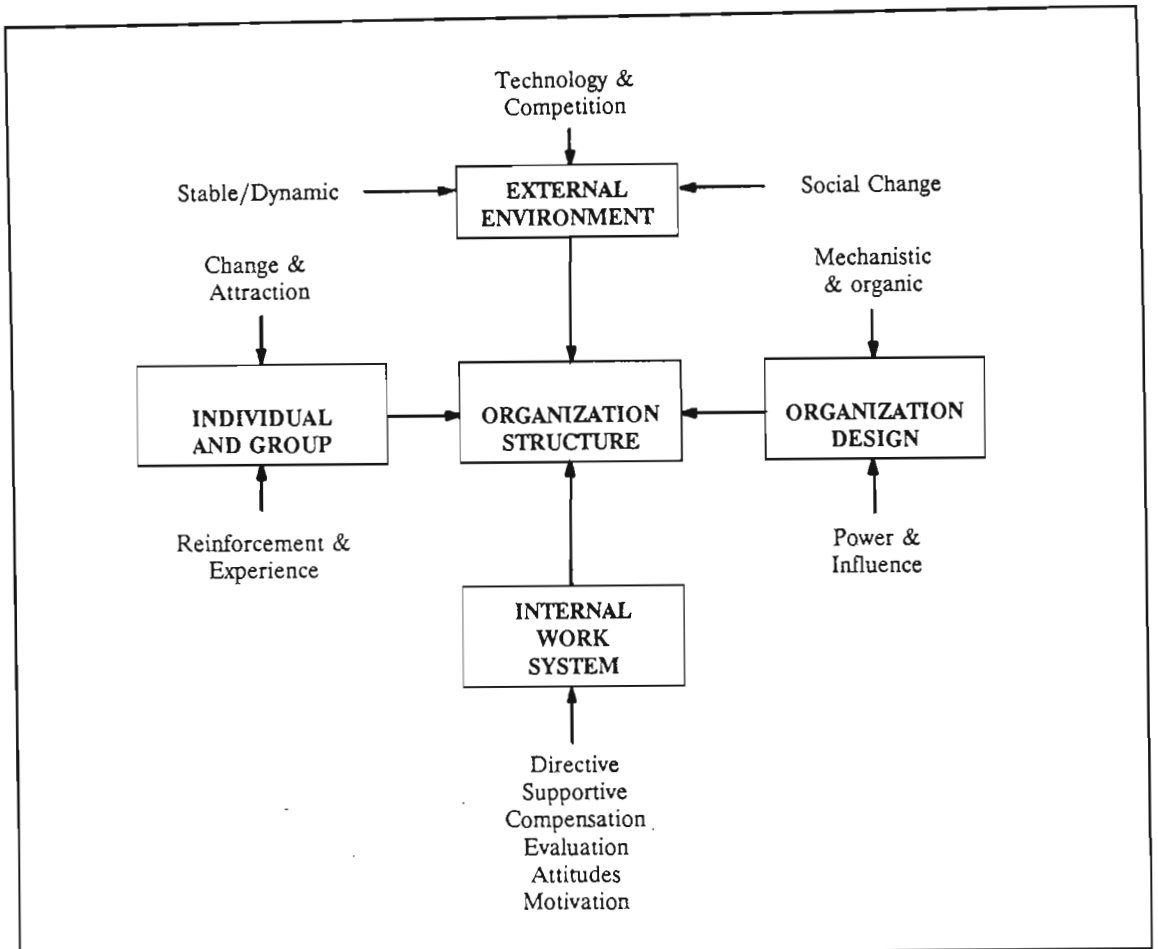 Technology &
Competition
Stable/Dynamic
EXTERNAL
ENVIRONMENT
Social Change
Change &
Attraction
Mechanistic
& organic
INDIVIDUAL
AND GROUP
ORGANIZATION
STRUCTURE
ORGANIZATION
DESIGN
Reinforcement &
Experience
Power &
Influence
INTERNAL
WORK
SYSTEM
Directive
Supportive
Compensation
Evaluation
Attitudes
Motivation